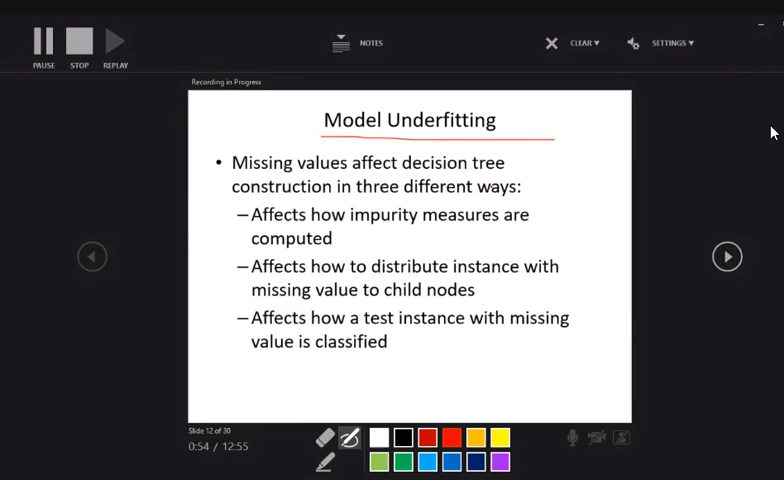 PAUSE
STOP
REPLAY
NOTES
CLEAR
SETTINGS
Recording in Progress
Model Underfitting
• Missing values affect decision tree
construction in three different ways:
–Affects how impurity measures are
computed
–Affects how to distribute instance with
missing value to child nodes
–Affects how a test instance with missing
value is classified
Slide 12 of 30
0:54 / 12:55